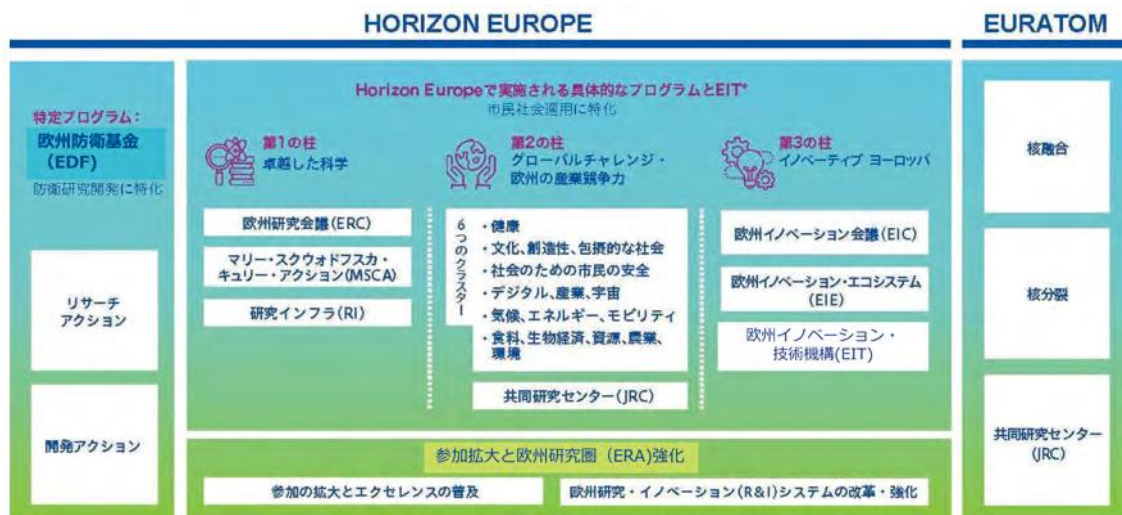 HORIZON EUROPE
EURATOM
特定プログラム：
欧州防衛基金
(EDF)
防衛研究開発に特化
リサーチ
アクション
開発アクション
Horizon Europeで実施される具体的なプログラムとEIT*
市民社会運用に特化
第1の柱
卓越した科学
欧州研究会議(ERC)
マリー・スクウォドフスカ・
キュリー・アクション(MSCA)
研究インフラ(RI)
第2の柱
グローバルチャレンジ・
欧州の産業競争力
6つのクラスター
・健康
・文化、創造性、包摂的な社会
・社会のための市民の安全
・デジタル、産業、宇宙
・気候、エネルギー、モビリティ
・食料、生物経済、資源、農業、
環境
共同研究センター(JRC)
第3の柱
イノベーティブ ヨーロッパ
欧州イノベーション会議(EIC)
欧州イノベーション・エコシステム
(EIE)
欧州イノベーション・
技術機構(EIT)
参加拡大と欧州研究圏（ERA)強化
参加の拡大とエクセレンスの普及
欧州研究・イノベーション(R&I)システムの改革・強化
核融合
核分裂
共同研究センター
(JRC)